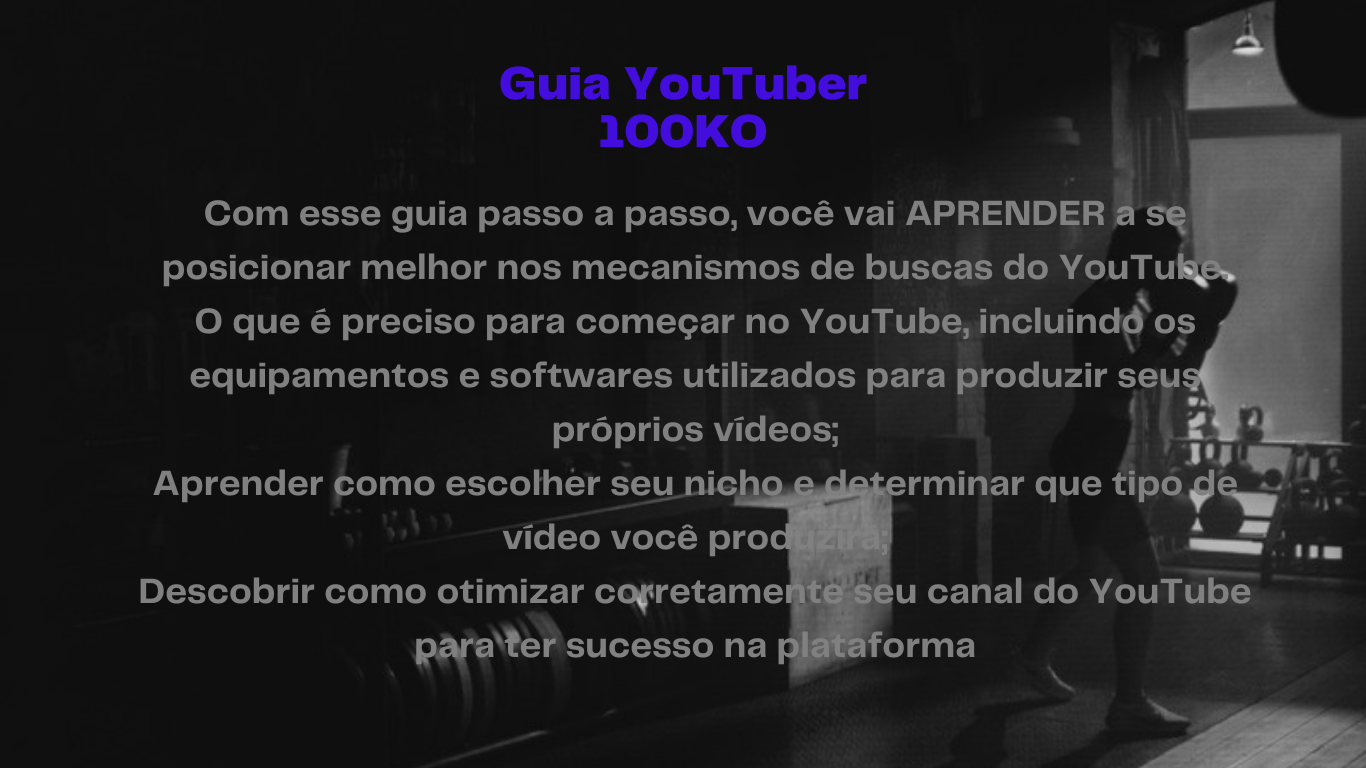 Guia YouTuber
100KO
Com esse guia passo a passo, você vai APRENDER a se
posicionar melhor nos mecanismos de buscas do YouTube.
O que é preciso para começar no YouTube, incluindo os
equipamentos e softwares utilizados para produzir seus
próprios vídeos;
Aprender como escolher seu nicho e determinar que tipo de
vídeo você produzirá;
Descobrir como otimizar corretamente seu canal do YouTube
para ter sucesso na plataforma